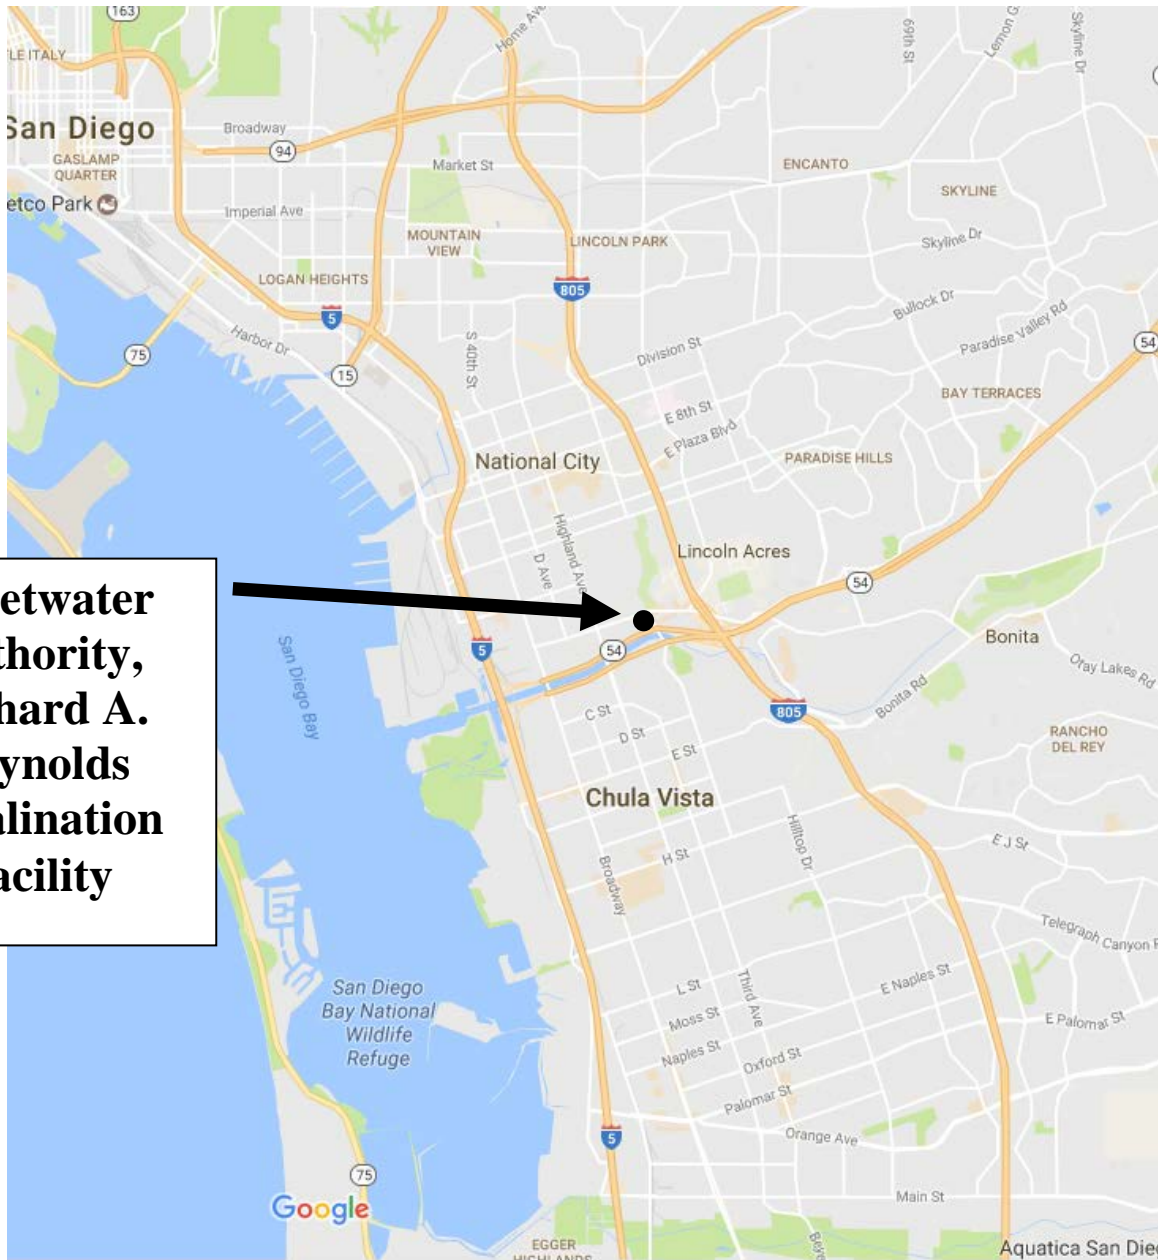 163
Home Ave
69th St
Lemon G
Skyline Dr
LE ITALY
San Diego
Broadway
94
GASLAMP
QUARTER
Market St
ENCANTO
SKYLINE
etco Park
Imperial Ave
MOUNTAIN
VIEW
LINCOLN PARK
Skyline Dr
LOGAN HEIGHTS
805
5
Bullock Dr
Harbor Dr
S 40th St
Division St
Paradise Valley Rd
54
75
15
BAY TERRACES
E 8th St
E Plaza Blvd
National City
PARADISE HILLS
Highland Ave
D Ave
Lincoln Acres
54
etwater
thority,
hard A.
ynolds
alination
acility
San Diego Bay
5
54
Bonita
Otay Lakes Rd
Bonita Rd
C St
805
D St
E St
RANCHO
DEL REY
Chula Vista
Hilltop Dr
E J St
H St
Broadway
Telegraph Canyon R
L St
Third Ave
E Naples St
San Diego
Bay National
Wildlife
Refuge
Moss St
E Palomar St
Naples St
Oxford St
Palomar St
Orange Ave
5
75
Main St
Google
EGGER
HIGHLANDS
Beye
Aquatica San Dieg